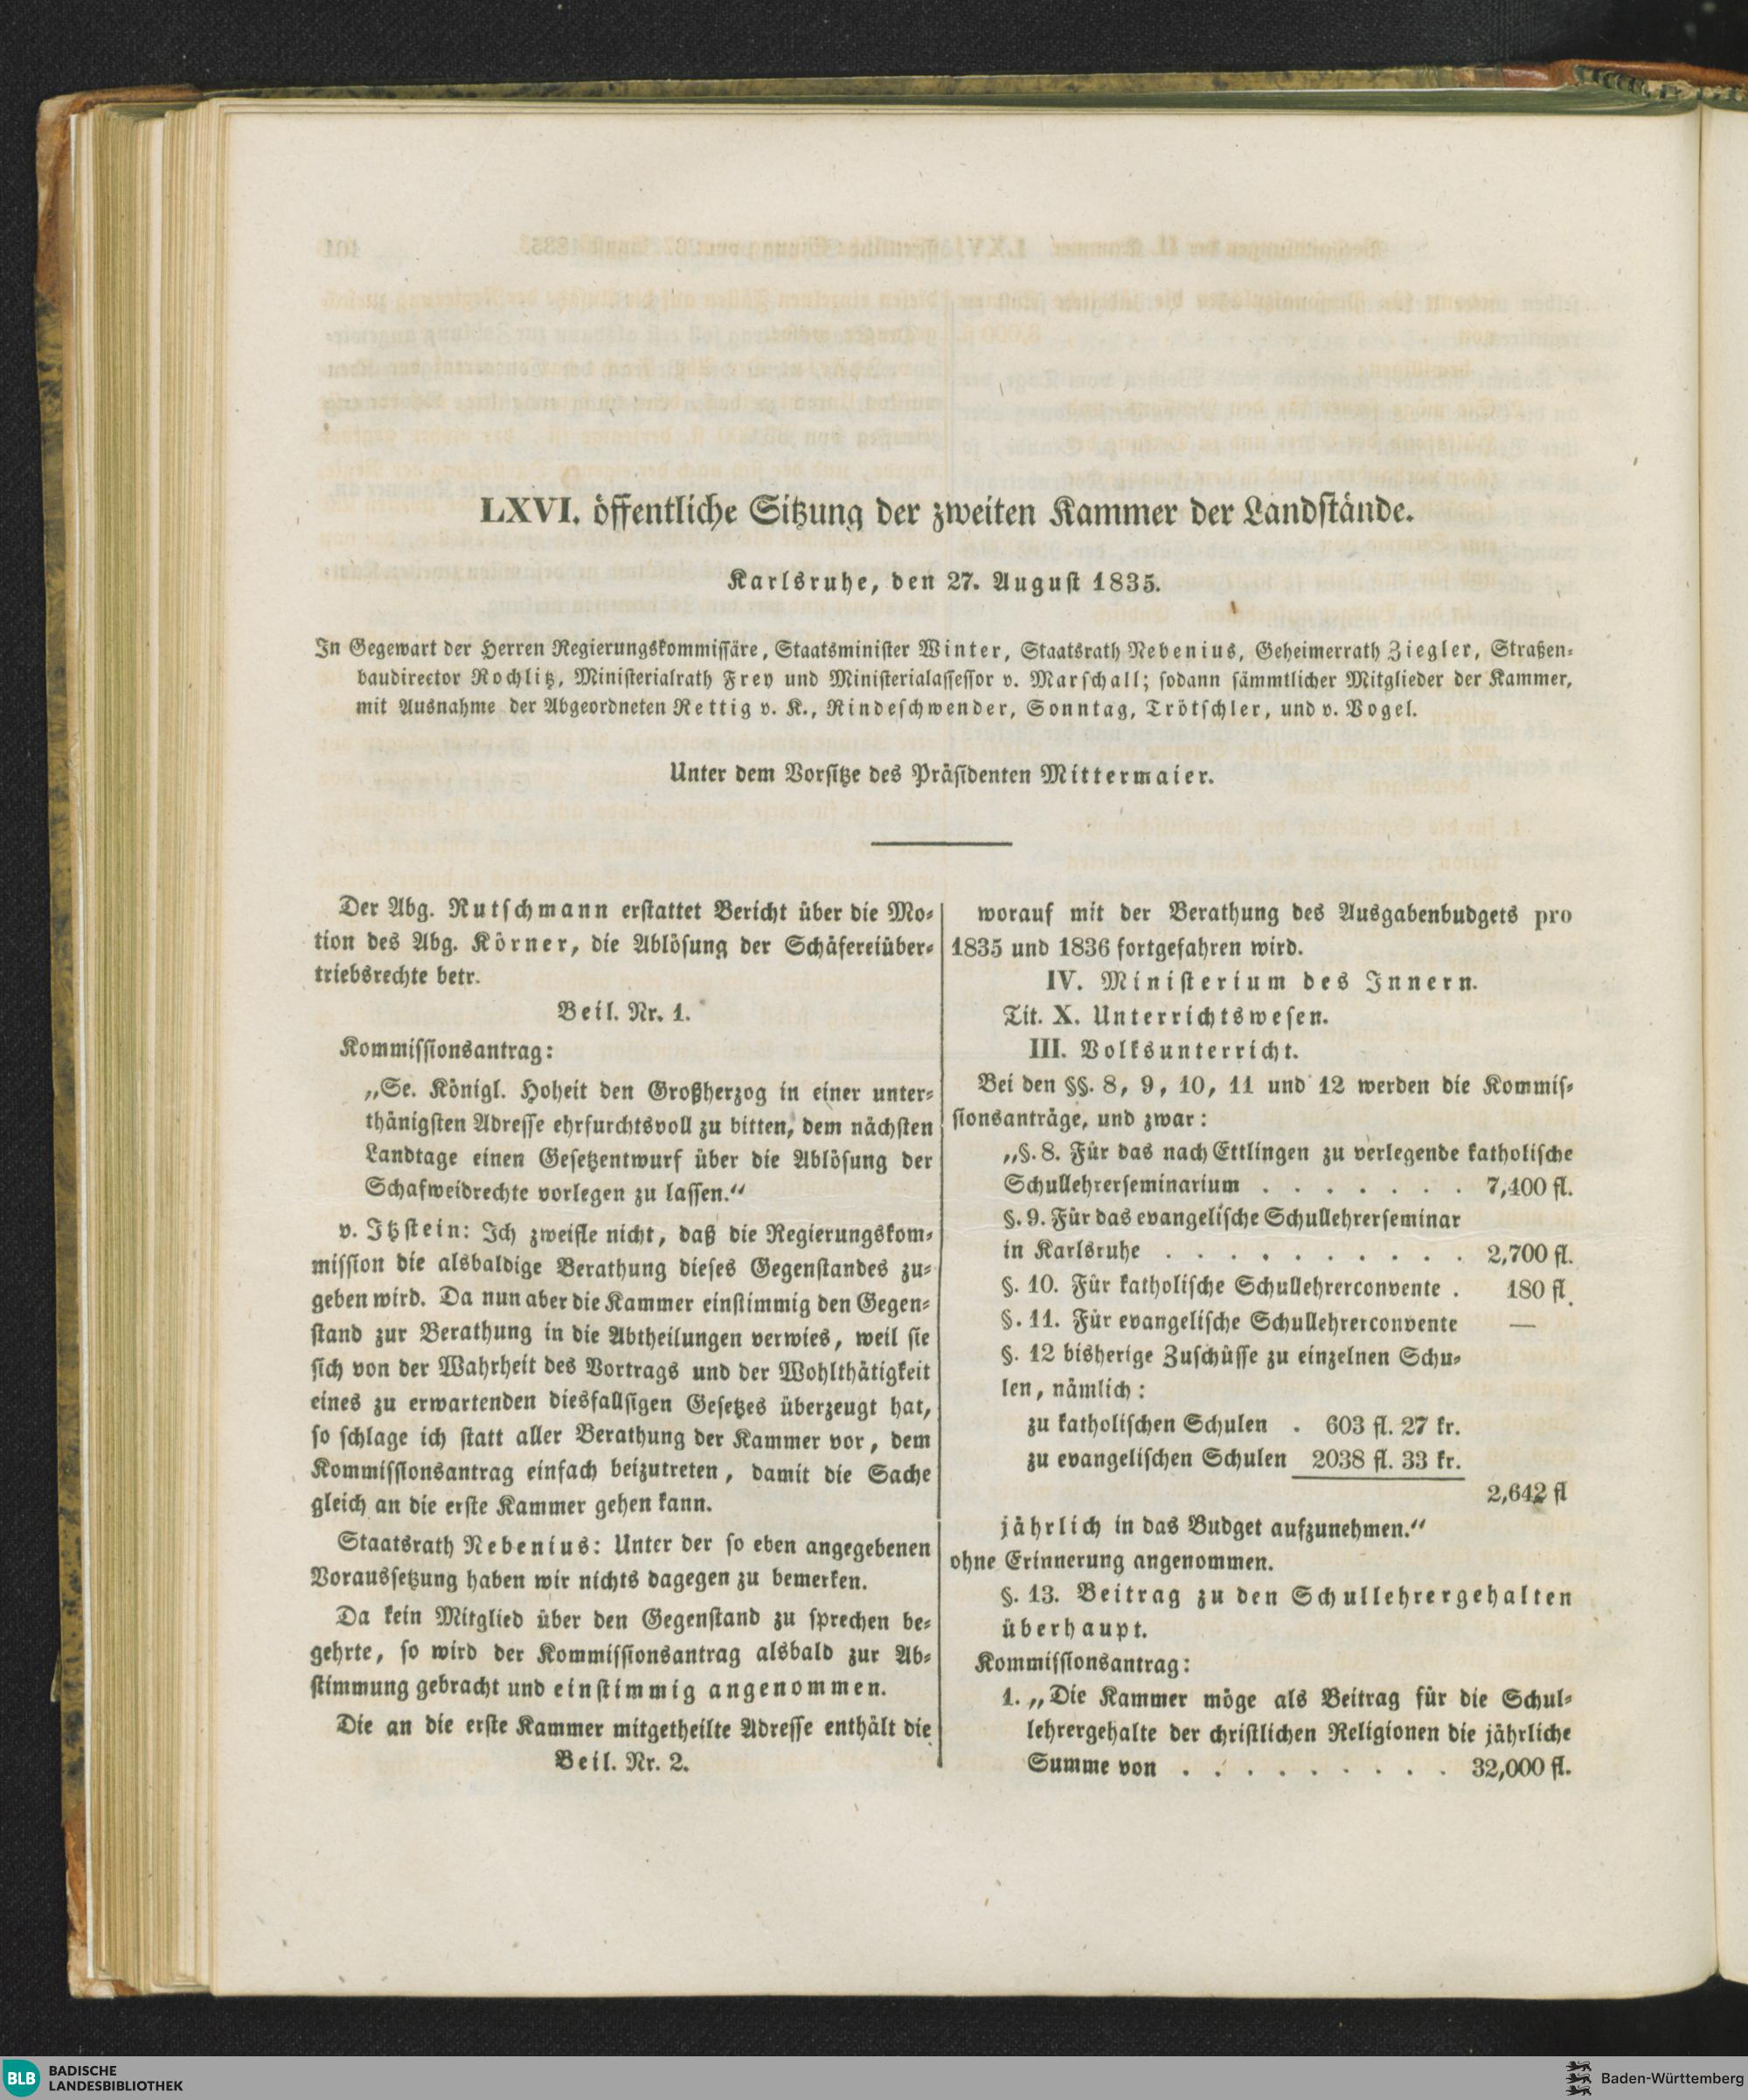 LXVI. öffentliche Sitzung der zweiten Kammer der Landstände.
Karlsruhe, den 27. August 1835.
In Gegewart der Herren Regierungskommissäre, Staatsminister Winter, Staatsrath Nebenius, Geheimerrath Ziegler, Straßen-
baudirector Rochlitz, Ministerialrath Frey und Ministerialassessor v. Marschall; sodann sämmtlicher Mitglieder der Kammer,
mit Ausnahme der Abgeordneten Rettig v. K., Rindeschwender, Sonntag, Trötschler, und v. Vogel.
Unter dem Vorsitze des Präsidenten Mittermaier.
Der Abg. Rutschmann erstattet Bericht über die Mo-
tion des Abg. Körner, die Ablösung der Schäfereiüber-
triebsrechte betr.
Beil. Nr. 1.
Kommissionsantrag:
„Se. Königl. Hoheit den Großherzog in einer unter-
thänigsten Adresse ehrfurchtsvoll zu bitten, dem nächsten
Landtage einen Gesetzentwurf über die Ablösung der
Schafweidrechte vorlegen zu lassen.“
v. Itzstein: Ich zweifle nicht, daß die Regierungskom-
mission die alsbaldige Berathung dieses Gegenstandes zu-
geben wird. Da nun aber die Kammer einstimmig den Gegen-
stand zur Berathung in die Abtheilungen verwies, weil sie
sich von der Wahrheit des Vortrags und der Wohlthätigkeit
eines zu erwartenden diesfallsigen Gesetzes überzeugt hat,
so schlage ich statt aller Berathung der Kammer vor, dem
Kommissionsantrag einfach beizutreten, damit die Sache
gleich an die erste Kammer gehen kann.
Staatsrath Nebenius: Unter der so eben angegebenen
Voraussetzung haben wir nichts dagegen zu bemerken.
Da kein Mitglied über den Gegenstand zu sprechen be-
gehrte, so wird der Kommissionsantrag alsbald zur Ab-
stimmung gebracht und einstimmig angenommen.
Die an die erste Kammer mitgetheilte Adresse enthält die
Beil. Nr. 2.
worauf mit der Berathung des Ausgabenbudgets pro
1835 und 1836 fortgefahren wird.
IV. Ministerium des Innern.
Tit. X. Unterrichtswesen.
III. Volksunterricht.
Bei den §§. 8, 9, 10, 11 und 12 werden die Kommis-
sionsanträge, und zwar:
„§. 8. Für das nach Ettlingen zu verlegende katholische
Schullehrerseminarium . . . . . . . 7,400 fl.
§. 9. Für das evangelische Schullehrerseminar
in Karlsruhe . . . . . . . . . . 2,700 fl.
§. 10. Für katholische Schullehrerconvente . 180 fl.
§. 11. Für evangelische Schullehrerconvente —
§. 12 bisherige Zuschüsse zu einzelnen Schu-
len, nämlich:
zu katholischen Schulen . 603 fl. 27 kr.
zu evangelischen Schulen 2038 fl. 33 kr.
2,642 fl
jährlich in das Budget aufzunehmen.“
ohne Erinnerung angenommen.
§. 13. Beitrag zu den Schullehrergehalten
überhaupt.
Kommissionsantrag:
1. „Die Kammer möge als Beitrag für die Schul-
lehrergehalte der christlichen Religionen die jährliche
Summe von . . . . . . . . . 32,000 fl.
BLB BADISCHE
LANDESBIBLIOTHEK
Baden-Württemberg